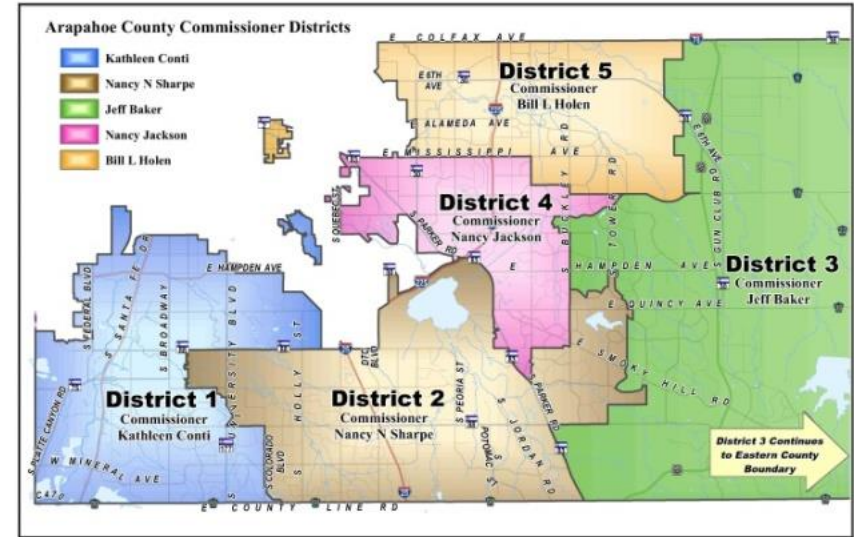 Arapahoe County Commissioner Districts
Kathleen Conti
Nancy N Sharpe
Jeff Baker
Nancy Jackson
Bill L Holen
E COLFAX AVE
E 6TH
AVE
District 5
Commissioner
Bill L Holen
E ALAMEDA AVE
E MISSISSIPPI AVE
E 6TH AVE
S GUN CLUB RD
District 4
Commissioner
Nancy Jackson
S QUEBEC ST
S PARKER RD
S BUCKLEY RD
S TOWER RD
E HAMPDEN AVE
E HAMPDEN AVE
District 3
Commissioner
Jeff Baker
E QUINCY AVE
E SMOKY HILL RD
S FEDERAL BLVD
S SANTA FE DR
S BROADWAY
S UNIVERSITY BLVD
S HOLLY ST
DTC
BLVD
District 1
Commissioner
Kathleen Conti
District 2
Commissioner
Nancy N Sharpe
S PEORIA ST
S PARKER RD
S JORDAN RD
S POTOMAC ST
S PLATTE CANYON RD
W MINERAL AVE
S COLORADO
BLVD
C470
E COUNTY LINE RD
District 3 Continues
to Eastern County
Boundary